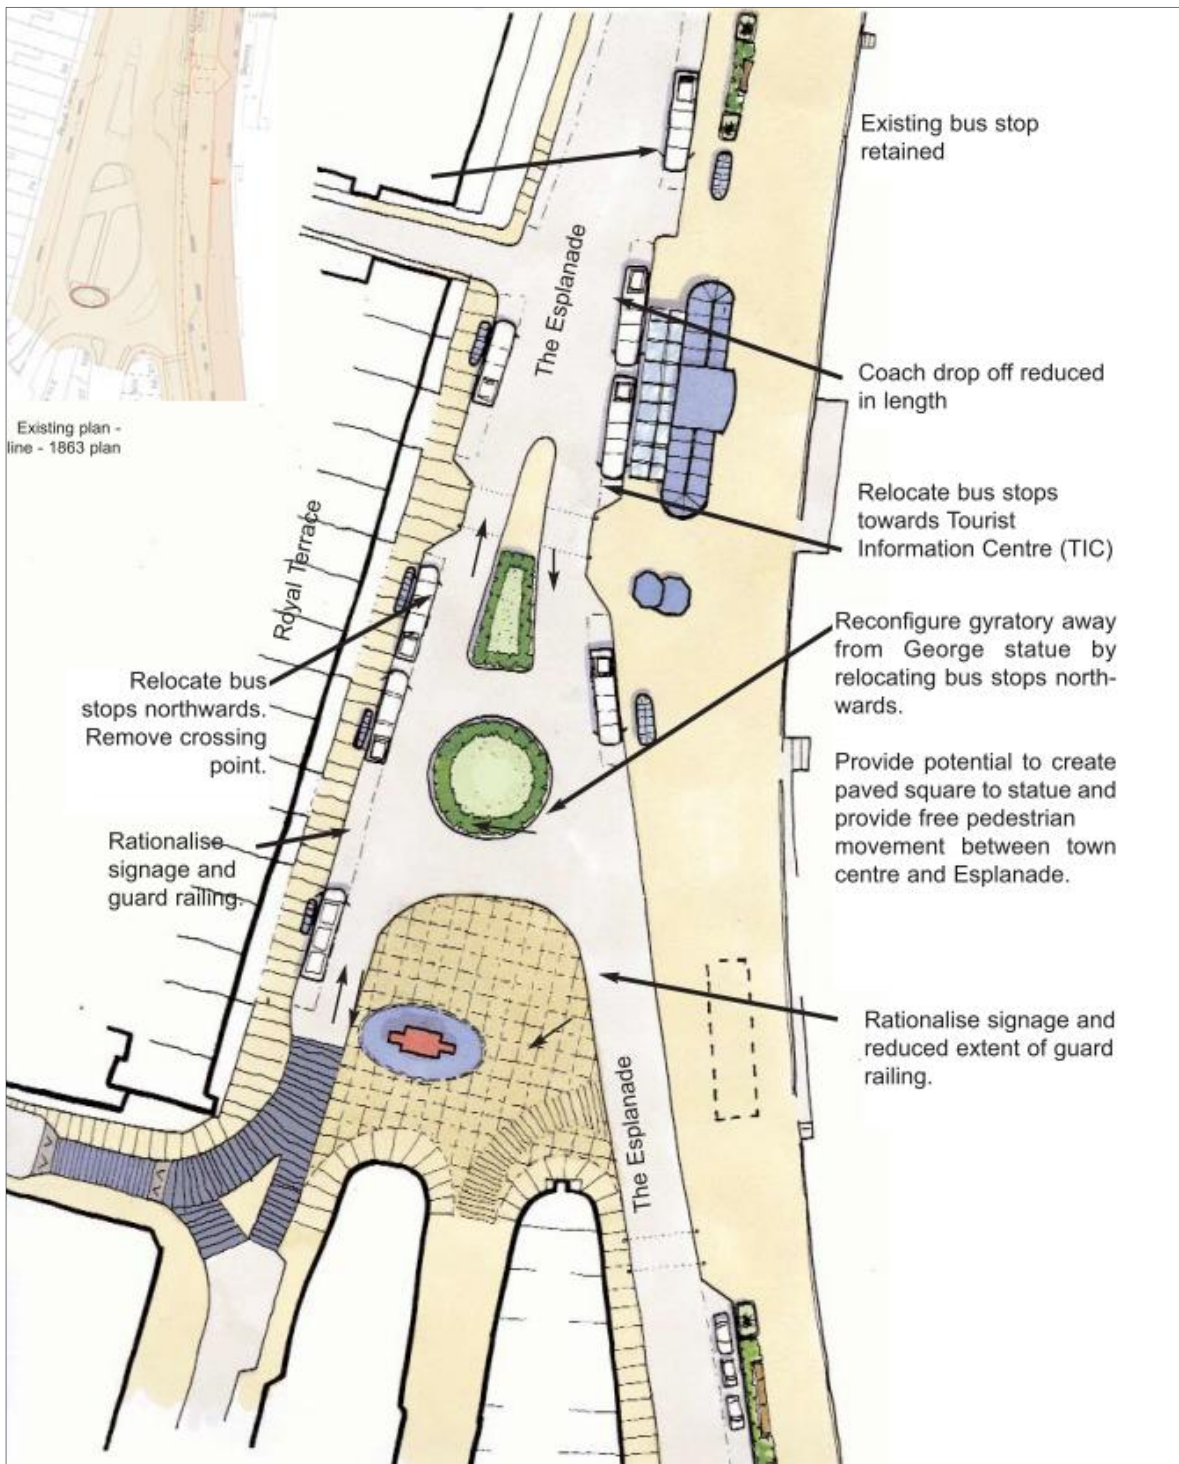 Existing bus stop
retained
The Esplanade
Coach drop off reduced
in length
Existing plan -
line - 1863 plan
Royal Terrace
Relocate bus stops
towards Tourist
Information Centre (TIC)
Reconfigure gyratory away
from George statue by
relocating bus stops north-
wards.
Relocate bus
stops northwards.
Remove crossing
point.
Provide potential to create
paved square to statue and
provide free pedestrian
movement between town
centre and Esplanade.
Rationalise
signage and
guard railing.
Rationalise signage and
reduced extent of guard
railing.
The Esplanade